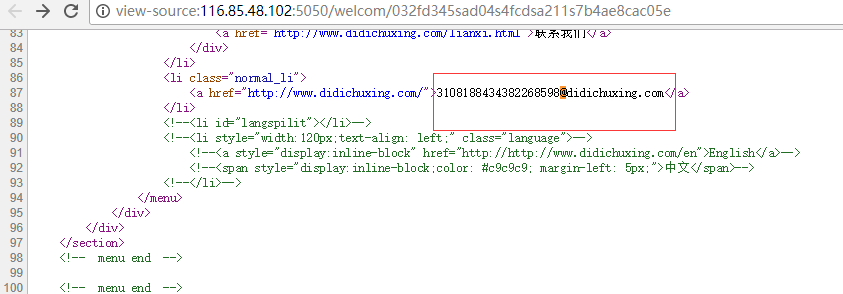 view-source:116.85.48.102:5050/welcom/032fd345sad04s4fcdsa211s7b4ae8cac05e
83 <a href="http://www.didichuxing.com/lianxi.html">联系我们</a>
84 </div>
85 </li>
86 <li class="normal_li">
87 <a href="http://www.didichuxing.com/">3108188434382268598@didichuxing.com</a>
88 </li>
89 <!--<li id="langspilit"></li>-->
90 <!--<li style="width:120px;text-align: left;" class="language">-->
91 <!--<a style="display:inline-block" href="http://http://www.didichuxing.com/en">English</a>-->
92 <!--<span style="display:inline-block;color: #c9c9c9; margin-left: 5px;">中文</span>-->
93 <!--</li>-->
94 </menu>
95 </div>
96 </div>
97 </section>
98 <!-- menu end -->
99
100 <!-- menu end -->